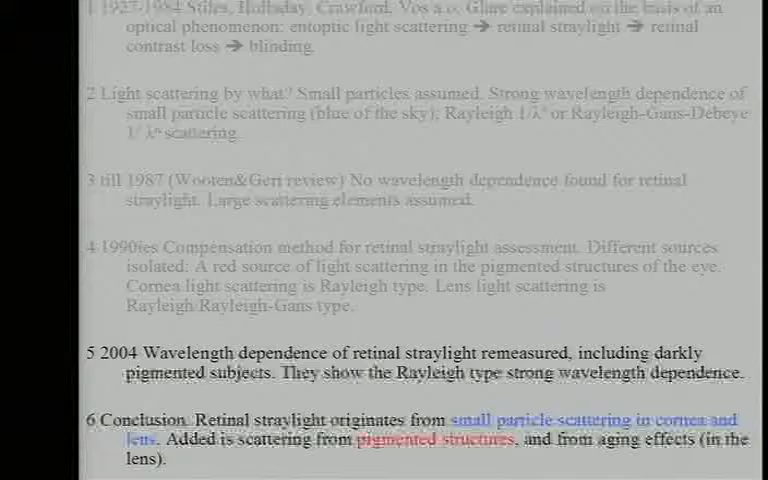 1 1927-1984 Stiles, Holladay, Crawford, Vos a.o. Glare explained on the basis of an
optical phenomenon: entoptic light scattering ➔ retinal straylight ➔ retinal
contrast loss ➔ blinding.
2 Light scattering by what? Small particles assumed. Strong wavelength dependence of
small particle scattering (blue of the sky); Rayleigh 1/λ⁴ or Rayleigh-Gans-Debeye
1/ λⁿ scattering.
3 till 1987 (Wooten&Geri review) No wavelength dependence found for retinal
straylight. Large scattering elements assumed.
4 1990ies Compensation method for retinal straylight assessment. Different sources
isolated: A red source of light scattering in the pigmented structures of the eye.
Cornea light scattering is Rayleigh type. Lens light scattering is
Rayleigh/Rayleigh-Gans type.
5 2004 Wavelength dependence of retinal straylight remeasured, including darkly
pigmented subjects. They show the Rayleigh type strong wavelength dependence.
6 Conclusion. Retinal straylight originates from small particle scattering in cornea and
lens. Added is scattering from pigmented structures, and from aging effects (in the
lens).